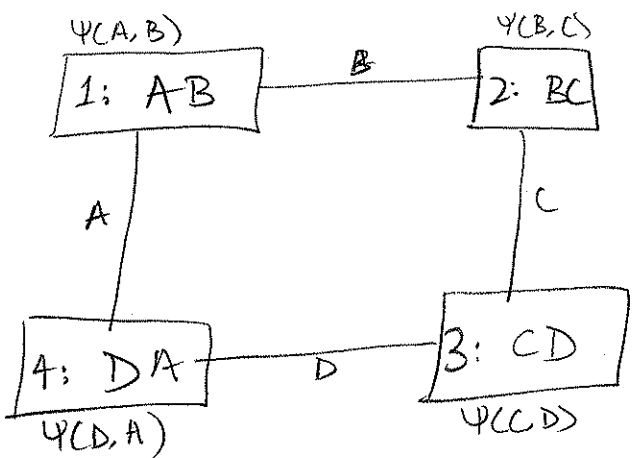 Ψ(A, B)
Ψ(B, C)
1: AB
B
2: BC
A
C
4: DA
D
3: CD
Ψ(D, A)
Ψ(C D)